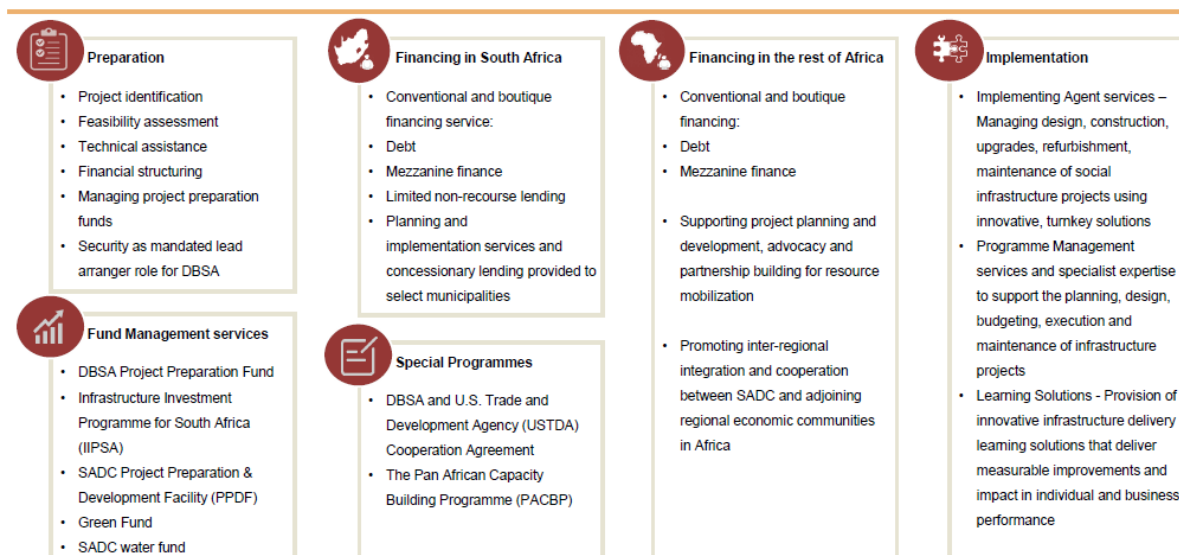 Preparation
• Project identification
• Feasibility assessment
• Technical assistance
• Financial structuring
• Managing project preparation
funds
• Security as mandated lead
arranger role for DBSA
Fund Management services
• DBSA Project Preparation Fund
• Infrastructure Investment
Programme for South Africa
(IIPSA)
• SADC Project Preparation &
Development Facility (PPDF)
• Green Fund
• SADC water fund
Financing in South Africa
• Conventional and boutique
financing service:
• Debt
• Mezzanine finance
• Limited non-recourse lending
• Planning and
implementation services and
concessionary lending provided to
select municipalities
Special Programmes
• DBSA and U.S. Trade and
Development Agency (USTDA)
Cooperation Agreement
• The Pan African Capacity
Building Programme (PACBP)
Financing in the rest of Africa
• Conventional and boutique
financing:
• Debt
• Mezzanine finance
• Supporting project planning and
development, advocacy and
partnership building for resource
mobilization
• Promoting inter-regional
integration and cooperation
between SADC and adjoining
regional economic communities
in Africa
Implementation
• Implementing Agent services –
Managing design, construction,
upgrades, refurbishment,
maintenance of social
infrastructure projects using
innovative, turnkey solutions
• Programme Management
services and specialist expertise
to support the planning, design,
budgeting, execution and
maintenance of infrastructure
projects
• Learning Solutions - Provision of
innovative infrastructure delivery
learning solutions that deliver
measurable improvements and
impact in individual and business
performance